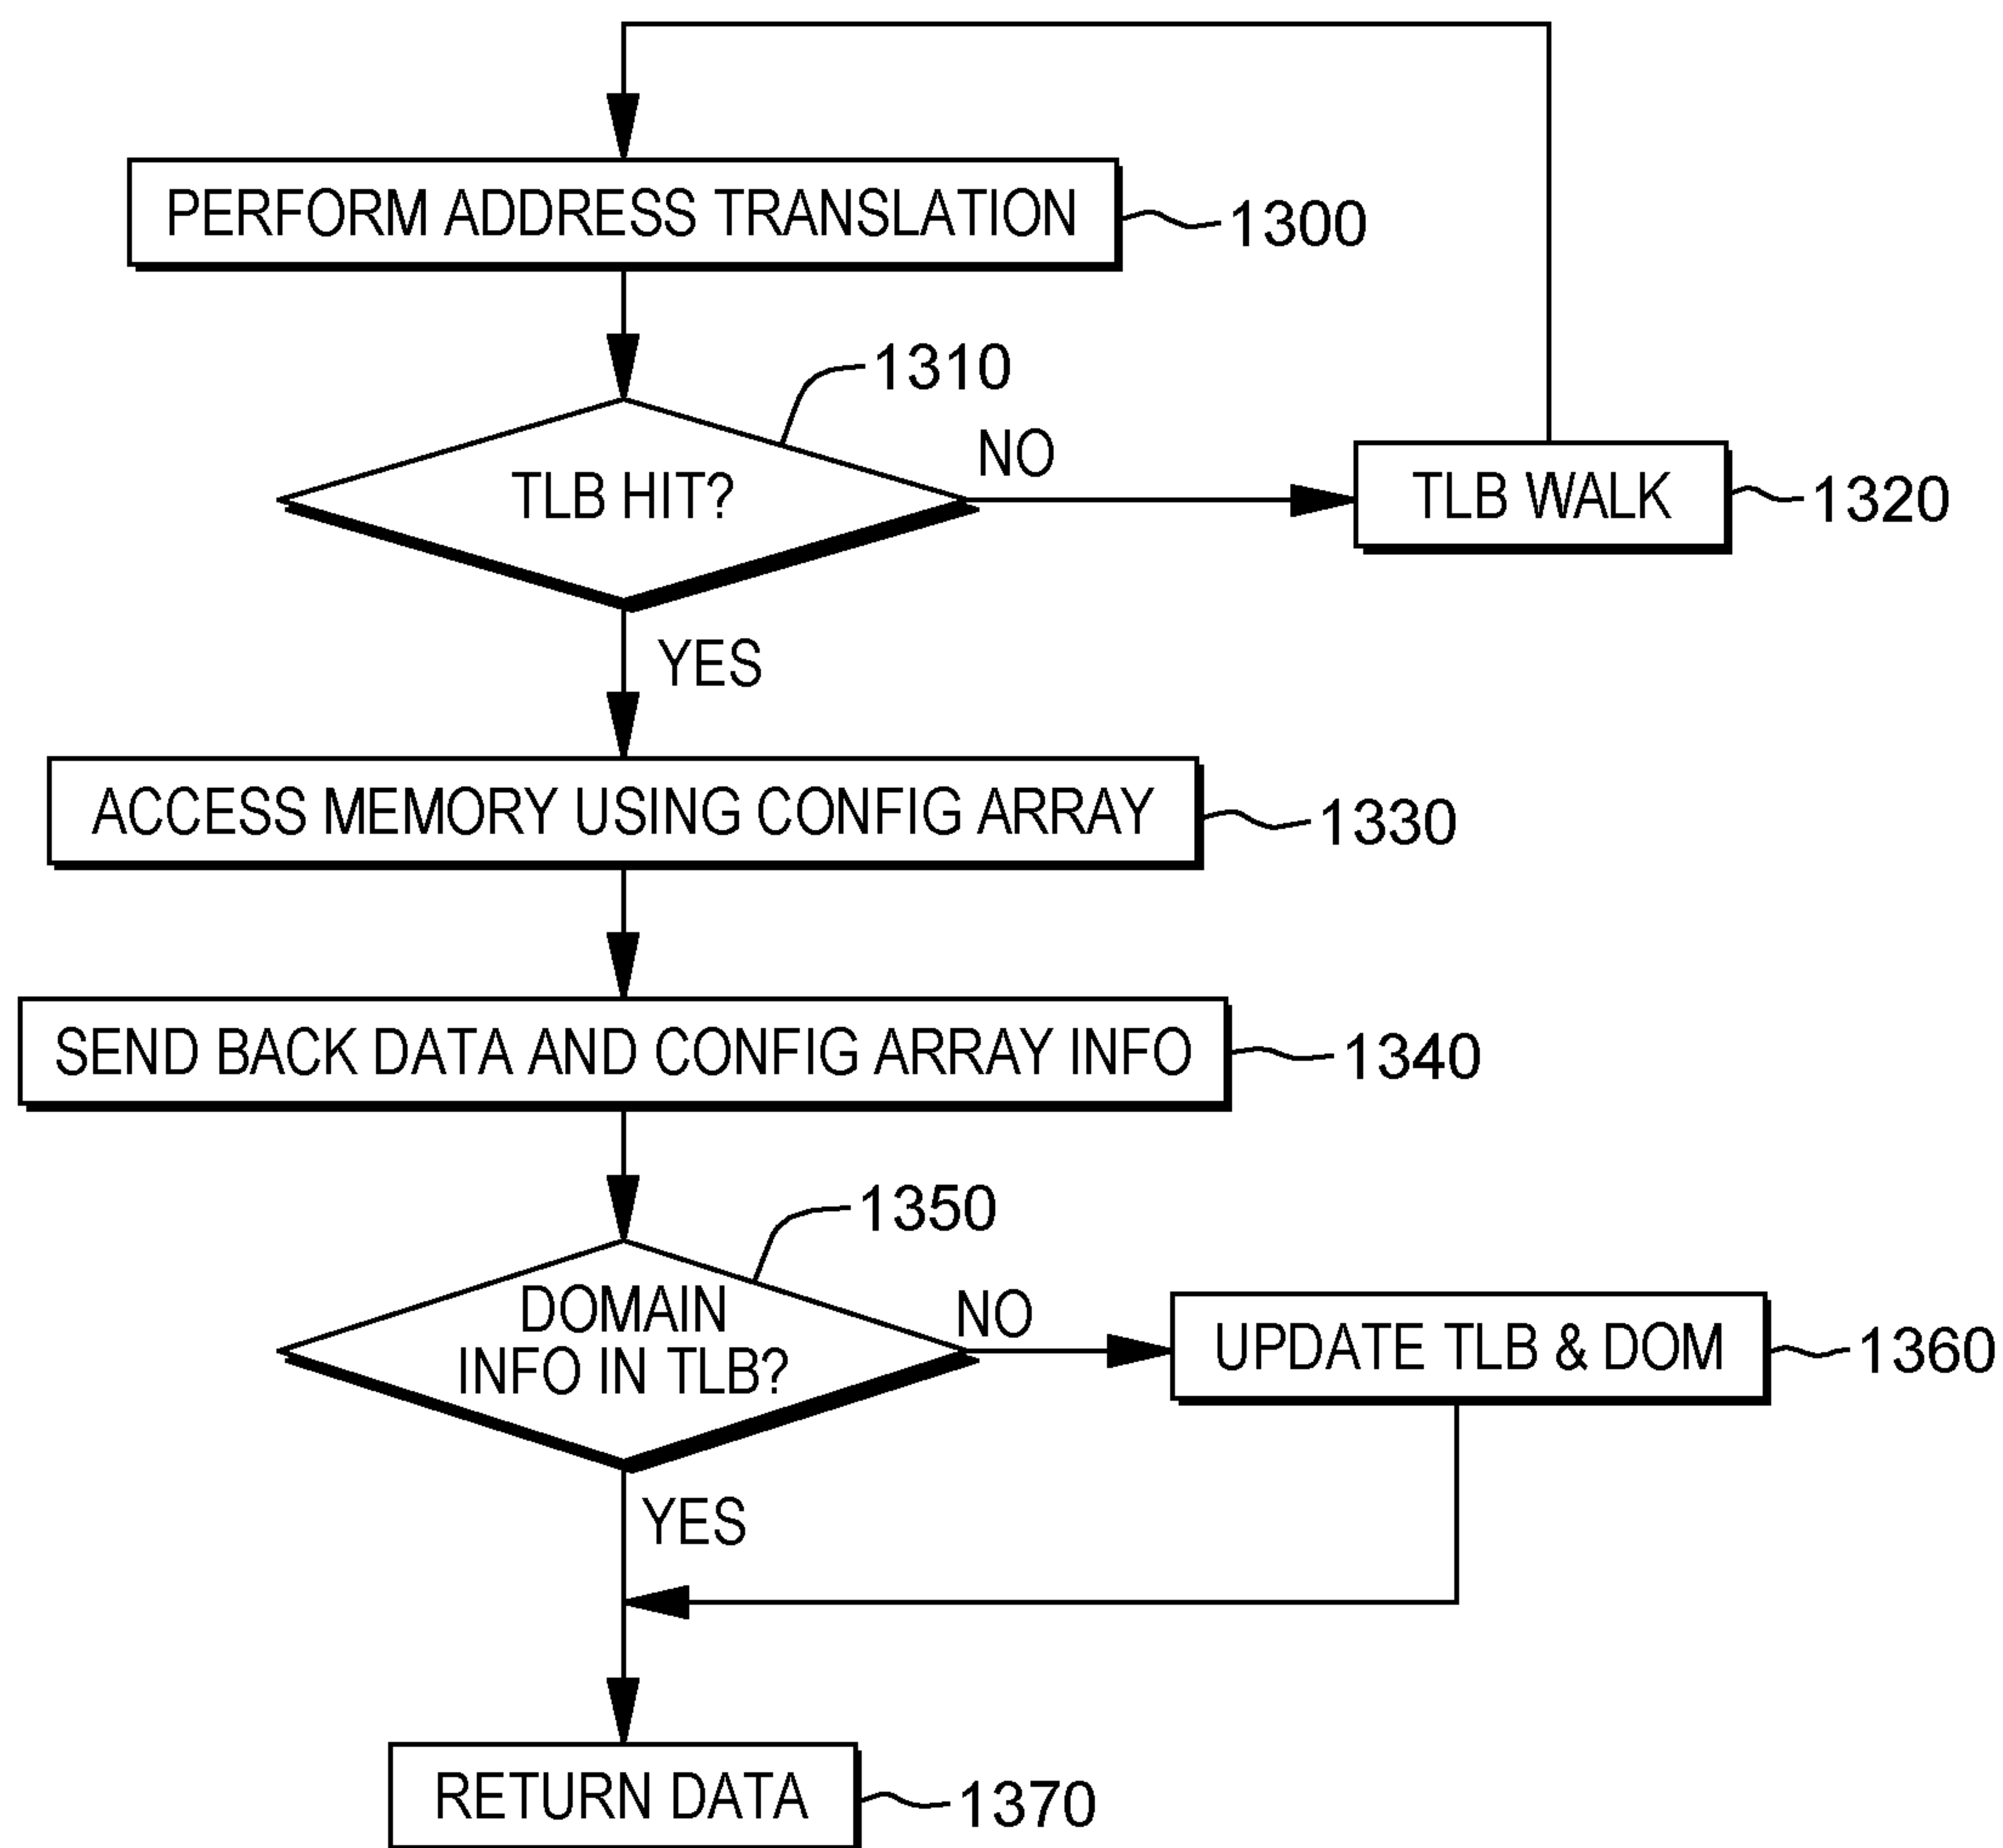 PERFORM ADDRESS TRANSLATION
1300
1310
TLB HIT?
NO
TLB WALK
1320
YES
ACCESS MEMORY USING CONFIG ARRAY
1330
SEND BACK DATA AND CONFIG ARRAY INFO
1340
1350
DOMAIN
INFO IN TLB?
NO
UPDATE TLB & DOM
1360
YES
RETURN DATA
1370